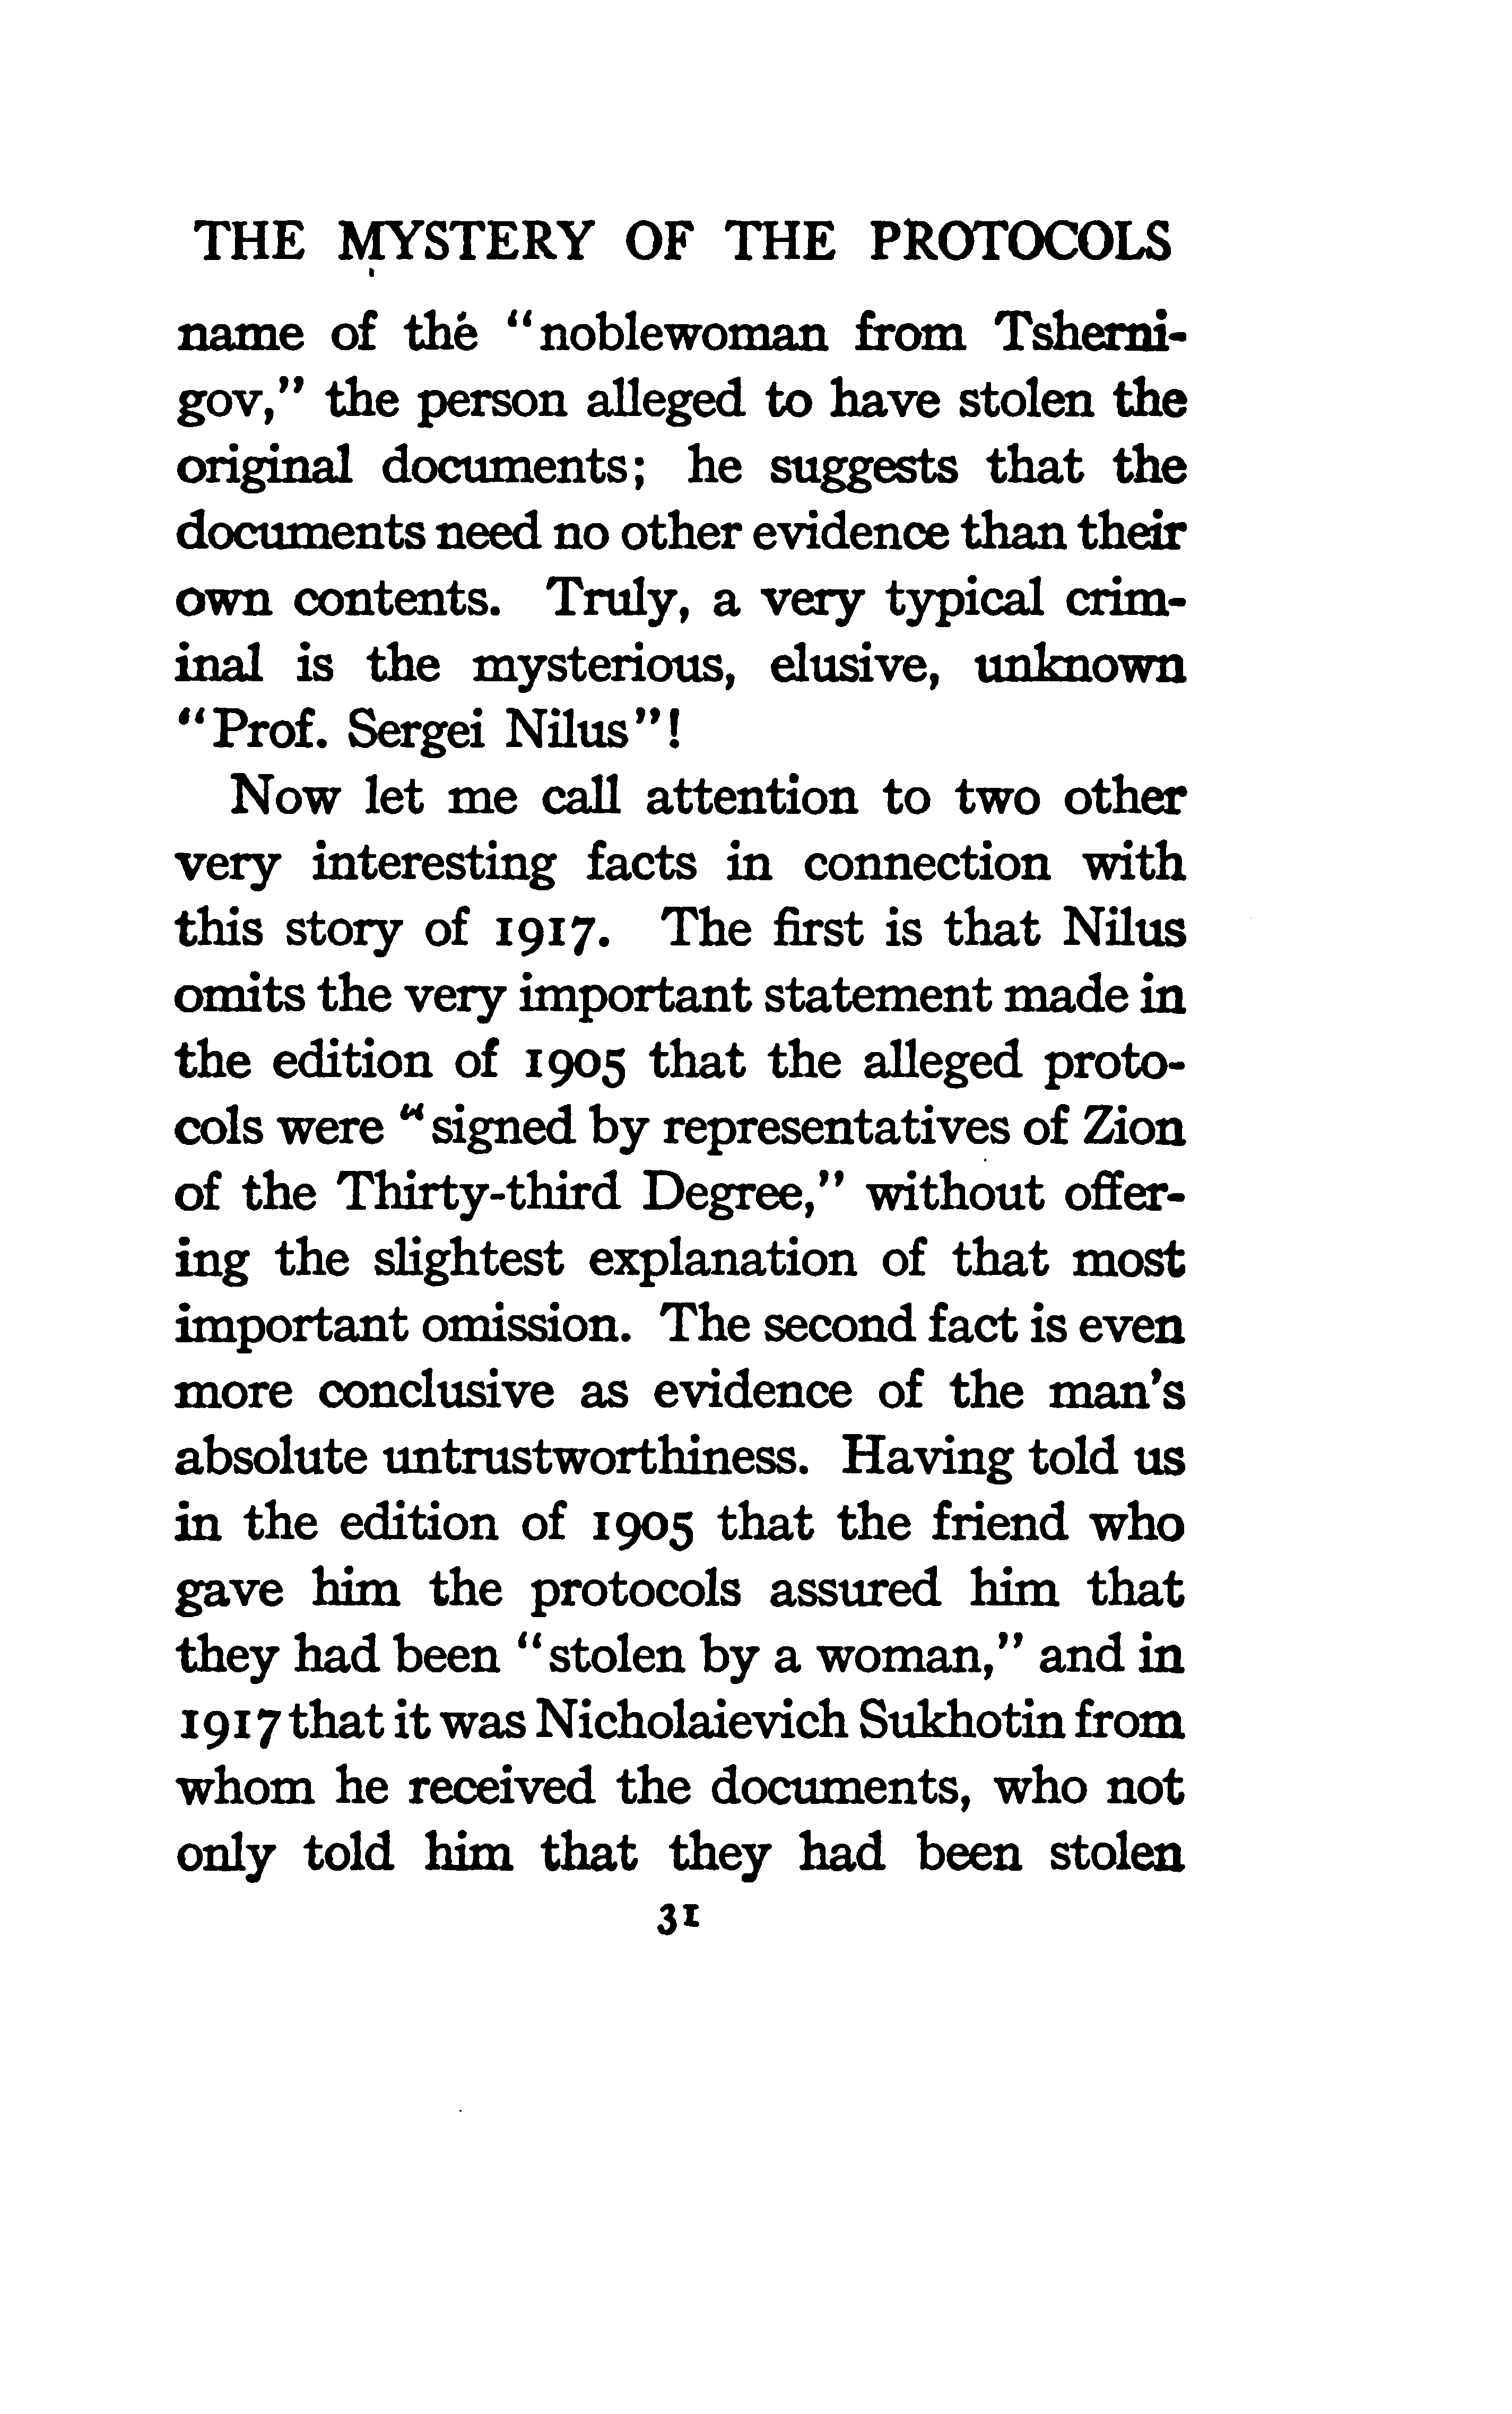 THE MYSTERY OF THE PROTOCOLS
name of the “noblewoman from Tsherni-
gov,” the person alleged to have stolen the
original documents; he suggests that the
documents need no other evidence than their
own contents. Truly, a very typical crim-
inal is the mysterious, elusive, unknown
“Prof. Sergei Nilus”!
Now let me call attention to two other
very interesting facts in connection with
this story of 1917. The first is that Nilus
omits the very important statement made in
the edition of 1905 that the alleged proto-
cols were “signed by representatives of Zion
of the Thirty-third Degree,” without offer-
ing the slightest explanation of that most
important omission. The second fact is even
more conclusive as evidence of the man’s
absolute untrustworthiness. Having told us
in the edition of 1905 that the friend who
gave him the protocols assured him that
they had been “stolen by a woman,” and in
1917 that it was Nicholaievich Sukhotin from
whom he received the documents, who not
only told him that they had been stolen
31